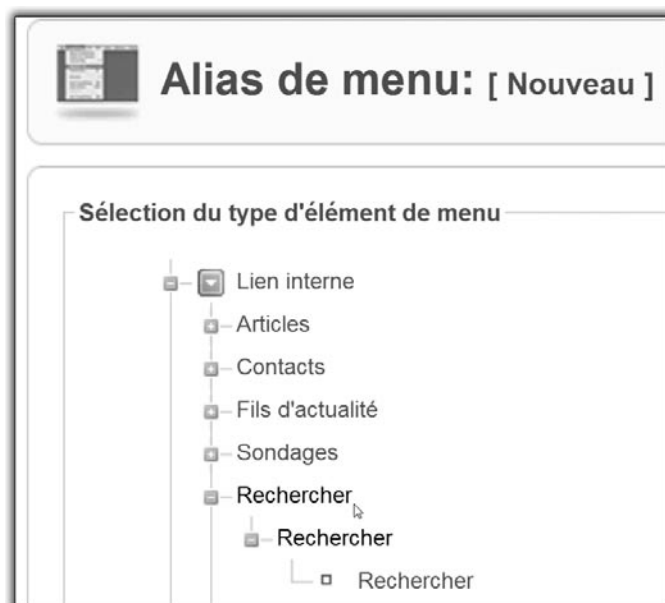 Alias de menu: [ Nouveau ]
Sélection du type d'élément de menu
Lien interne
Articles
Contacts
Fils d'actualité
Sondages
Rechercher
Rechercher
Rechercher